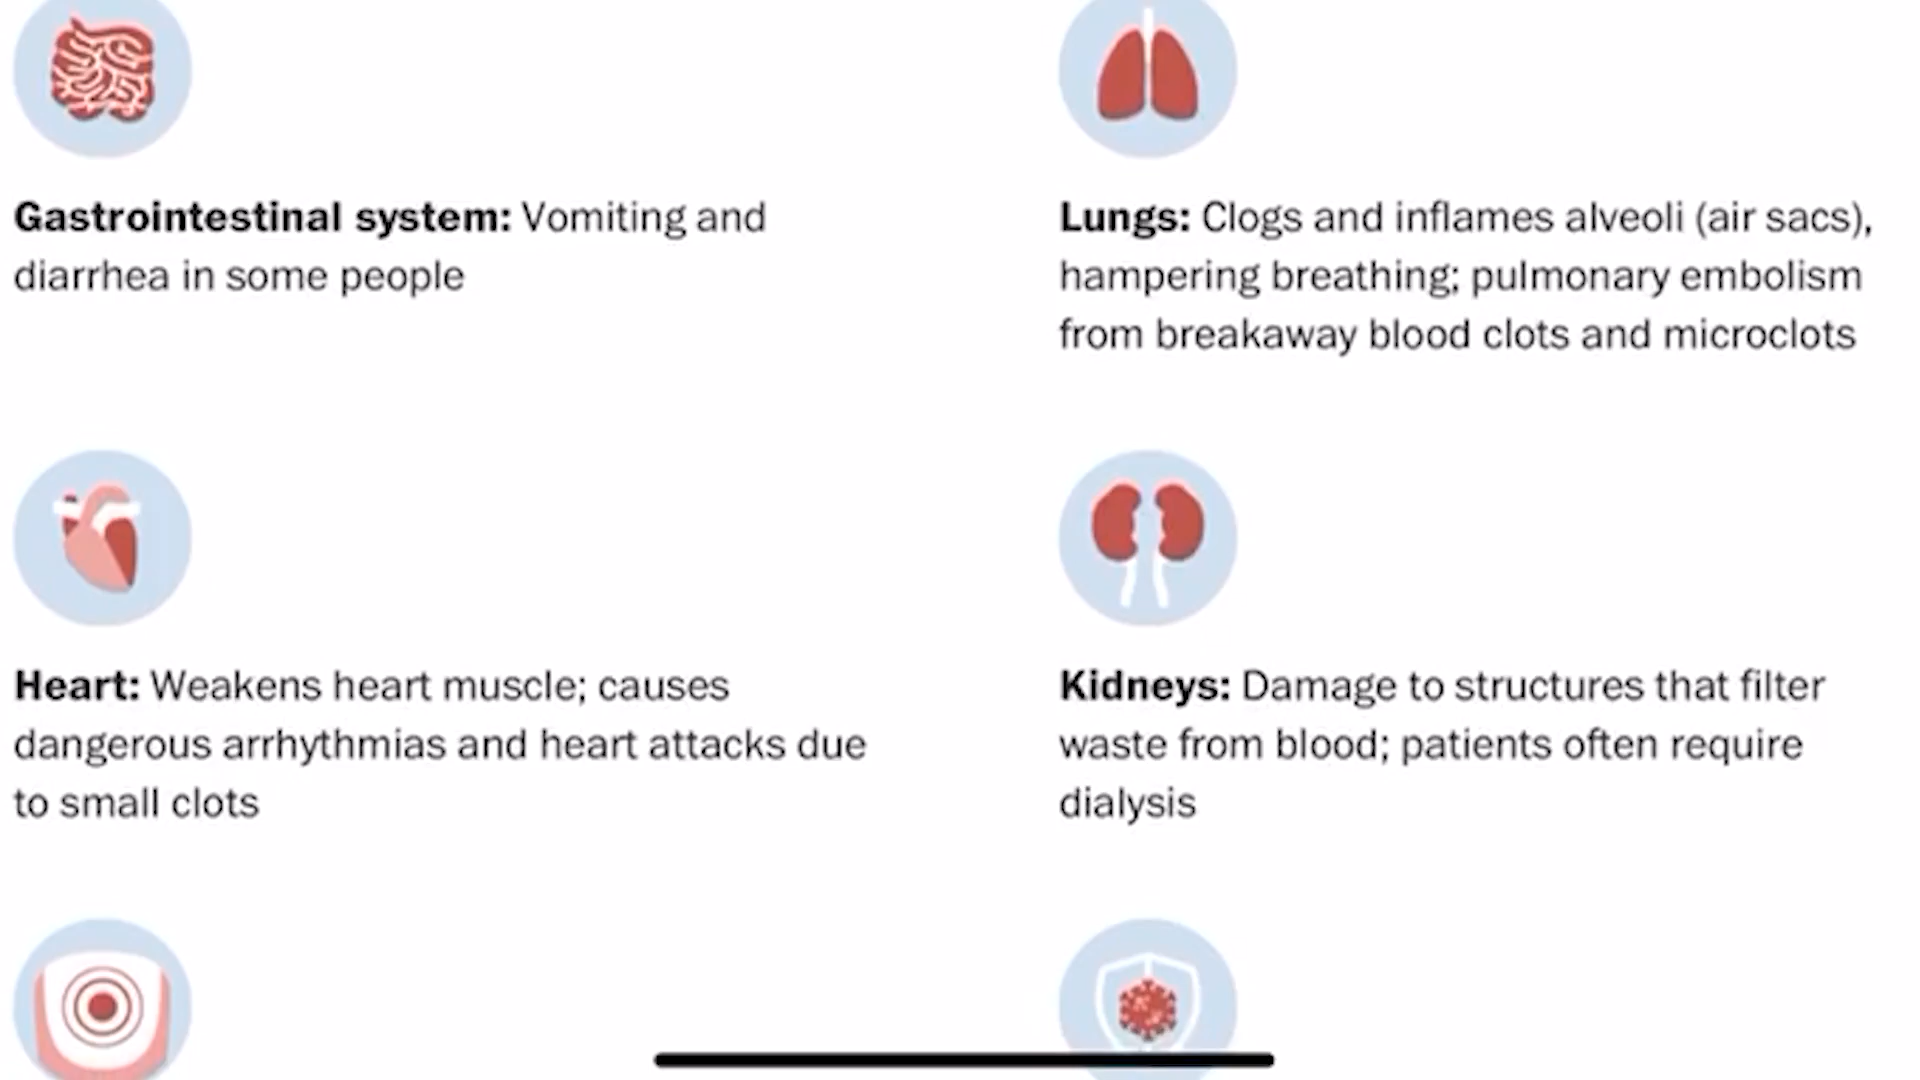 Gastrointestinal system: Vomiting and
diarrhea in some people
Lungs: Clogs and inflames alveoli (air sacs),
hampering breathing; pulmonary embolism
from breakaway blood clots and microclots
Heart: Weakens heart muscle; causes
dangerous arrhythmias and heart attacks due
to small clots
Kidneys: Damage to structures that filter
waste from blood; patients often require
dialysis